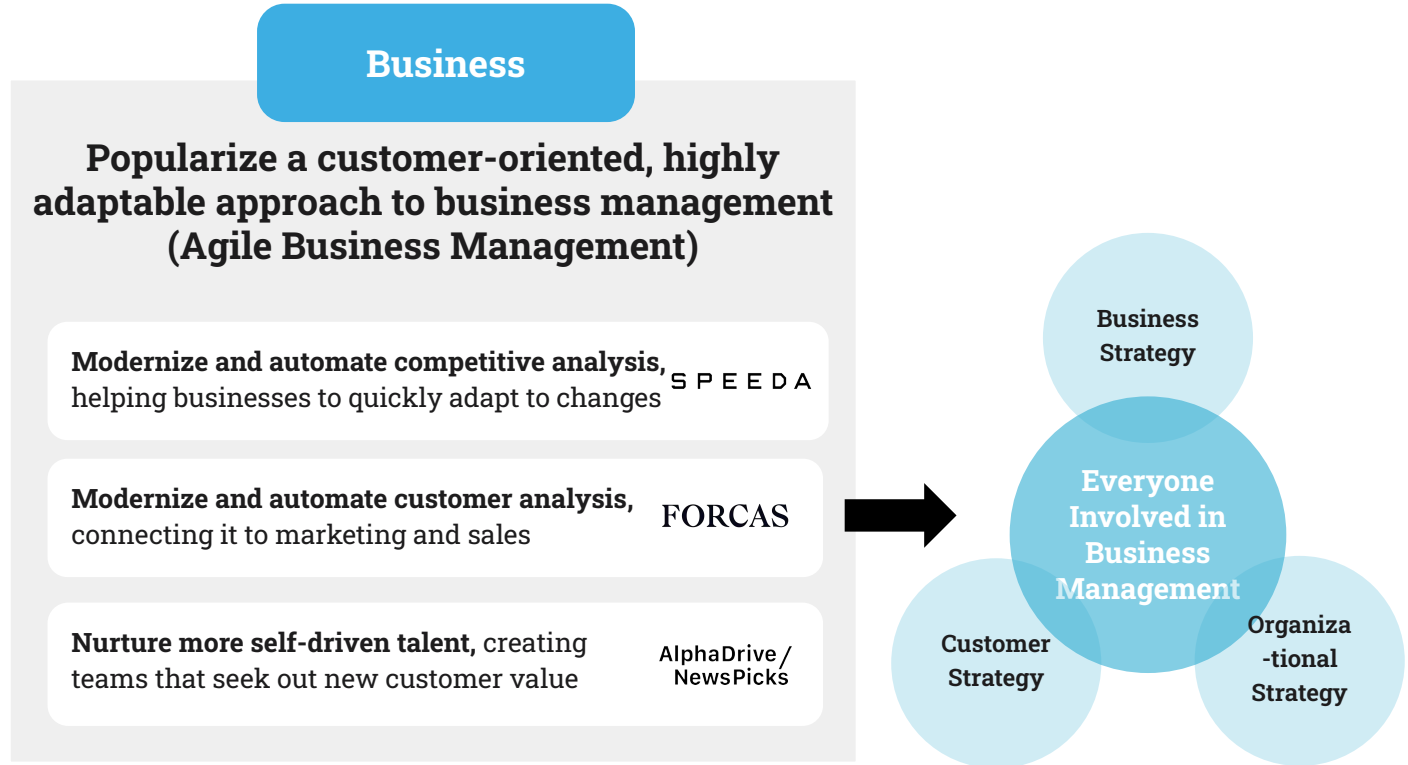 Business
Popularize a customer-oriented, highly
adaptable approach to business management
(Agile Business Management)
Modernize and automate competitive analysis,
helping businesses to quickly adapt to changes
SPEEDA
Modernize and automate customer analysis,
connecting it to marketing and sales
FORCAS
Nurture more self-driven talent, creating
teams that seek out new customer value
AlphaDrive/
NewsPicks
Business
Strategy
Everyone
Involved in
Business
Management
Customer
Strategy
Organiza
-tional
Strategy